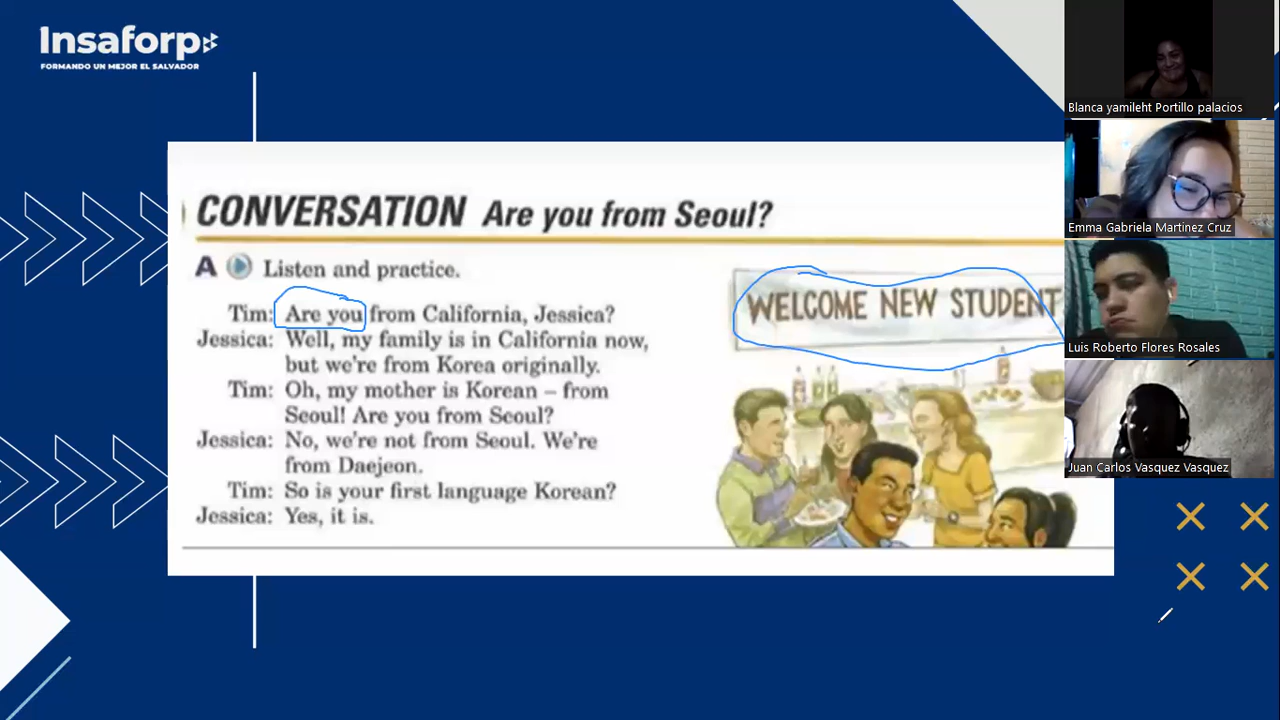 Insaforp
FORMANDO UN MEJOR EL SALVADOR
CONVERSATION Are you from Seoul?
A Listen and practice.
Tim: Are you from California, Jessica?
Jessica: Well, my family is in California now,
but we're from Korea originally.
Tim: Oh, my mother is Korean – from
Seoul! Are you from Seoul?
Jessica: No, we're not from Seoul. We're
from Daejeon.
Tim: So is your first language Korean?
Jessica: Yes, it is.
WELCOME NEW STUDENT
Blanca yamileht Portillo palacios
Emma Gabriela Martinez Cruz
Luis Roberto Flores Rosales
Juan Carlos Vasquez Vasquez